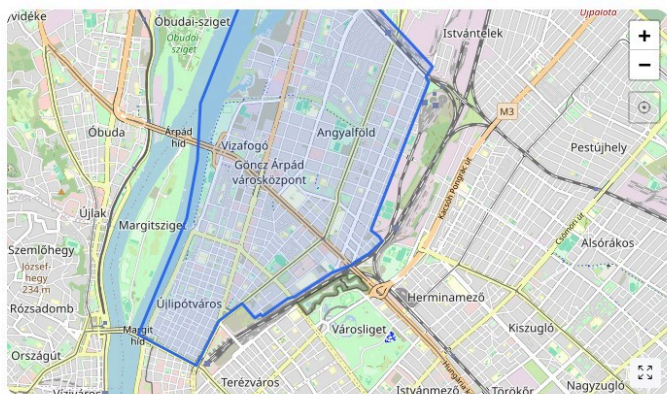 vidéke
Óbudai-sziget
Óbudai-
sziget
Istvántelek
Újpalota
+
−
M3
Óbuda
Árpád
híd
Vizafogó
Angyalföld
Göncz Árpád
városközpont
Pestújhely
Kacsóh Pongrác út
Csömöri út
Újlak
Margitsziget
Szemlőhegy
József-
hegy
234 m
Rózsadomb
Alsórákos
Újlipótváros
Herminamező
Margit
híd
Városliget
Kiszugló
Országút
Terézváros
Hungária k
Vízivárosi
Istvánmező
Törökőr
Nagyzugló